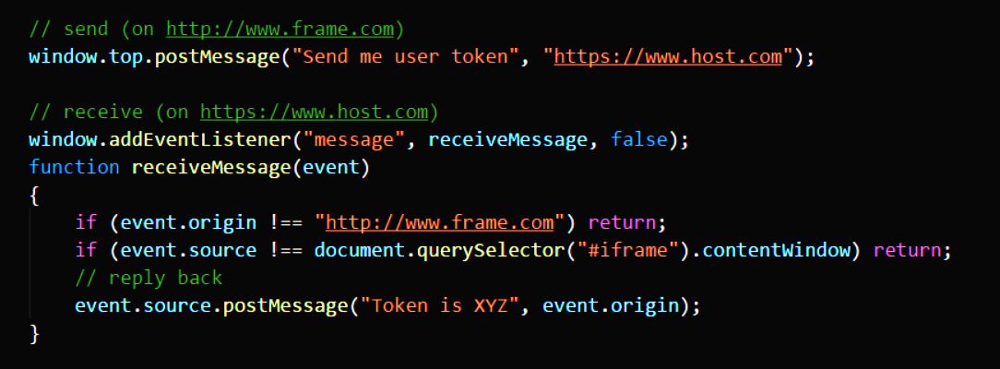 // send (on http://www.frame.com)
window.top.postMessage("Send me user token", "https://www.host.com");
// receive (on https://www.host.com)
window.addEventListener("message", receiveMessage, false);
function receiveMessage(event)
{
if (event.origin !== "http://www.frame.com") return;
if (event.source !== document.querySelector("#iframe").contentWindow) return;
// reply back
event.source.postMessage("Token is XYZ", event.origin);
}